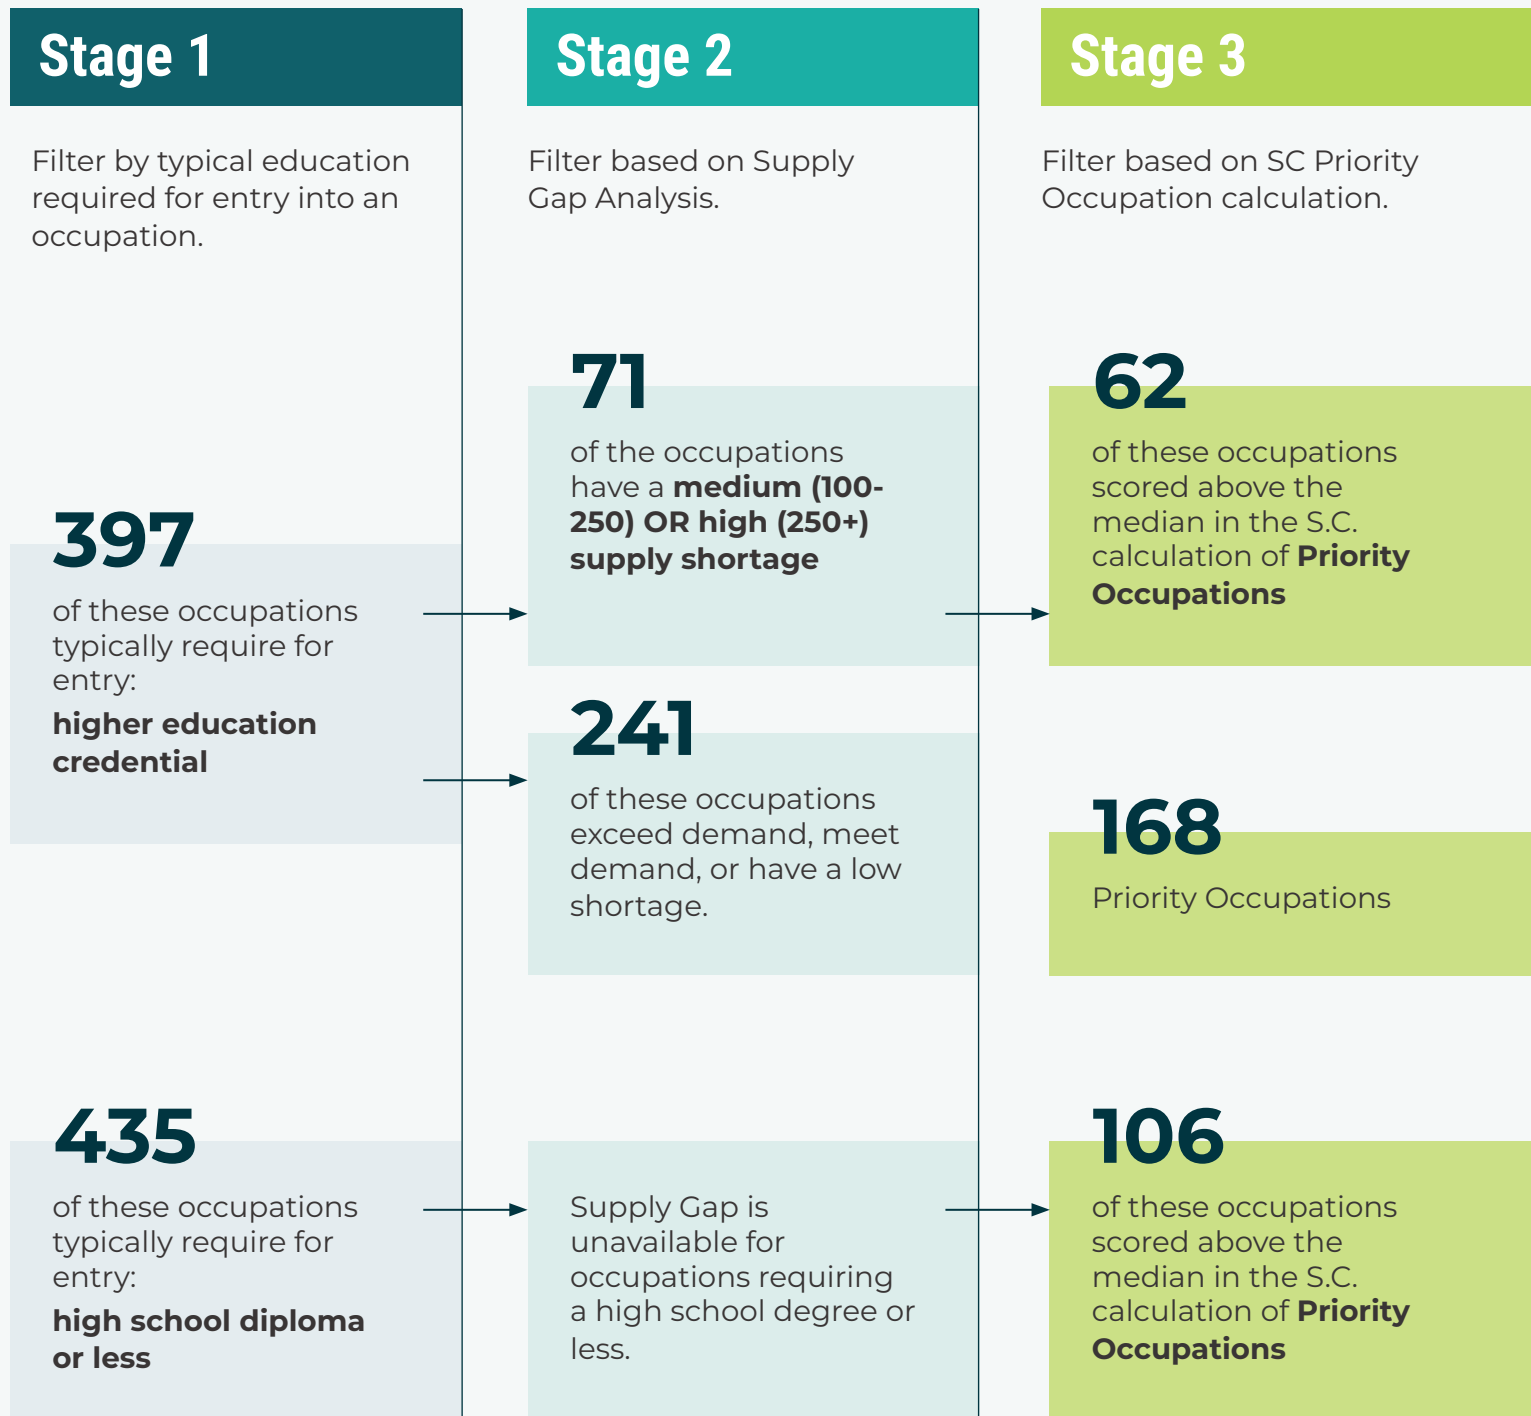 Stage 1
Filter by typical education
required for entry into an
occupation.
397
of these occupations
typically require for
entry:
higher education
credential
435
of these occupations
typically require for
entry:
high school diploma
or less
Stage 2
Filter based on Supply
Gap Analysis.
71
of the occupations
have a medium (100-
250) OR high (250+)
supply shortage
241
of these occupations
exceed demand, meet
demand, or have a low
shortage.
Supply Gap is
unavailable for
occupations requiring
a high school degree or
less.
Stage 3
Filter based on SC Priority
Occupation calculation.
62
of these occupations
scored above the
median in the S.C.
calculation of Priority
Occupations
168
Priority Occupations
106
of these occupations
scored above the
median in the S.C.
calculation of Priority
Occupations